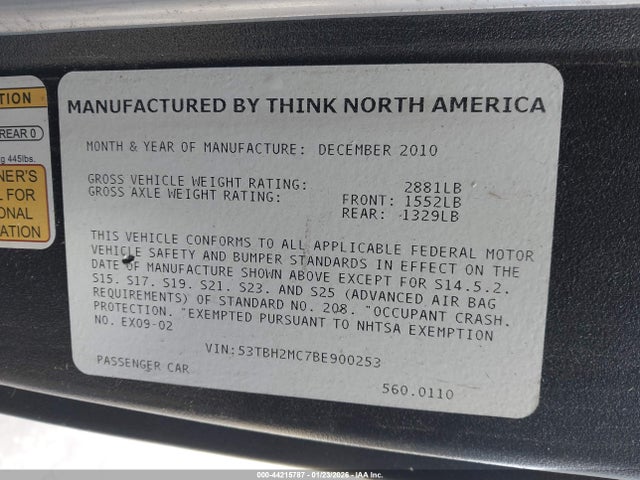 TION
REAR 0
g 445lbs.
NER'S
L FOR
ONAL
ATION
MANUFACTURED BY THINK NORTH AMERICA
MONTH & YEAR OF MANUFACTURE: DECEMBER 2010
GROSS VEHICLE WEIGHT RATING: 2881LB
GROSS AXLE WEIGHT RATING: FRONT: 1552LB
REAR: 1329LB
THIS VEHICLE CONFORMS TO ALL APPLICABLE FEDERAL MOTOR
VEHICLE SAFETY AND BUMPER STANDARDS IN EFFECT ON THE
DATE OF MANUFACTURE SHOWN ABOVE EXCEPT FOR S14.5.2.
S15. S17. S19. S21. S23. AND S25 (ADVANCED AIR BAG
REQUIREMENTS) OF STANDARD NO. 208. "OCCUPANT CRASH.
PROTECTION. "EXEMPTED PURSUANT TO NHTSA EXEMPTION
NO. EX09-02
VIN:53TBH2MC7BE900253
PASSENGER CAR
560.0110
000-44215787 - 01/23/2026 - IAA Inc.